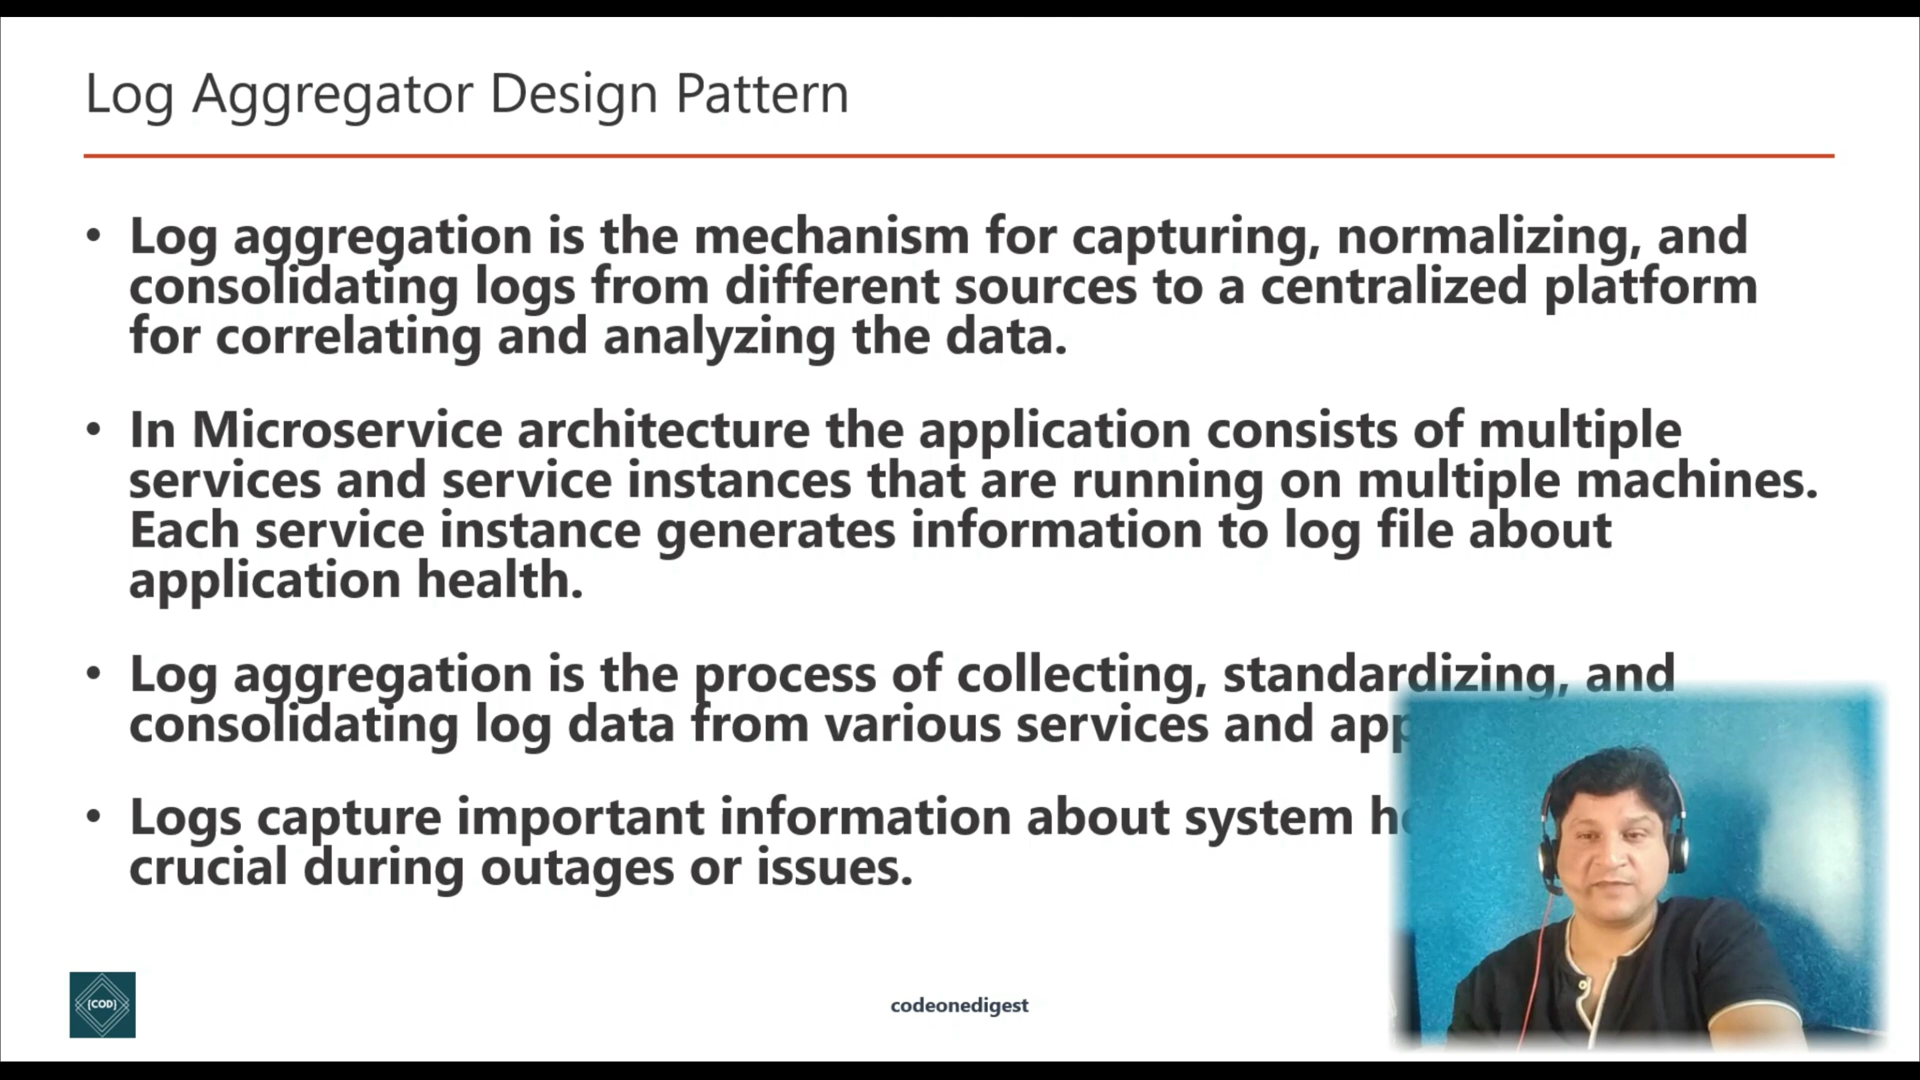 Log Aggregator Design Pattern
• Log aggregation is the mechanism for capturing, normalizing, and
consolidating logs from different sources to a centralized platform
for correlating and analyzing the data.
• In Microservice architecture the application consists of multiple
services and service instances that are running on multiple machines.
Each service instance generates information to log file about
application health.
• Log aggregation is the process of collecting, standardizing, and
consolidating log data from various services and
• Logs capture important information about system
crucial during outages or issues.
[COD]
codeonedigest